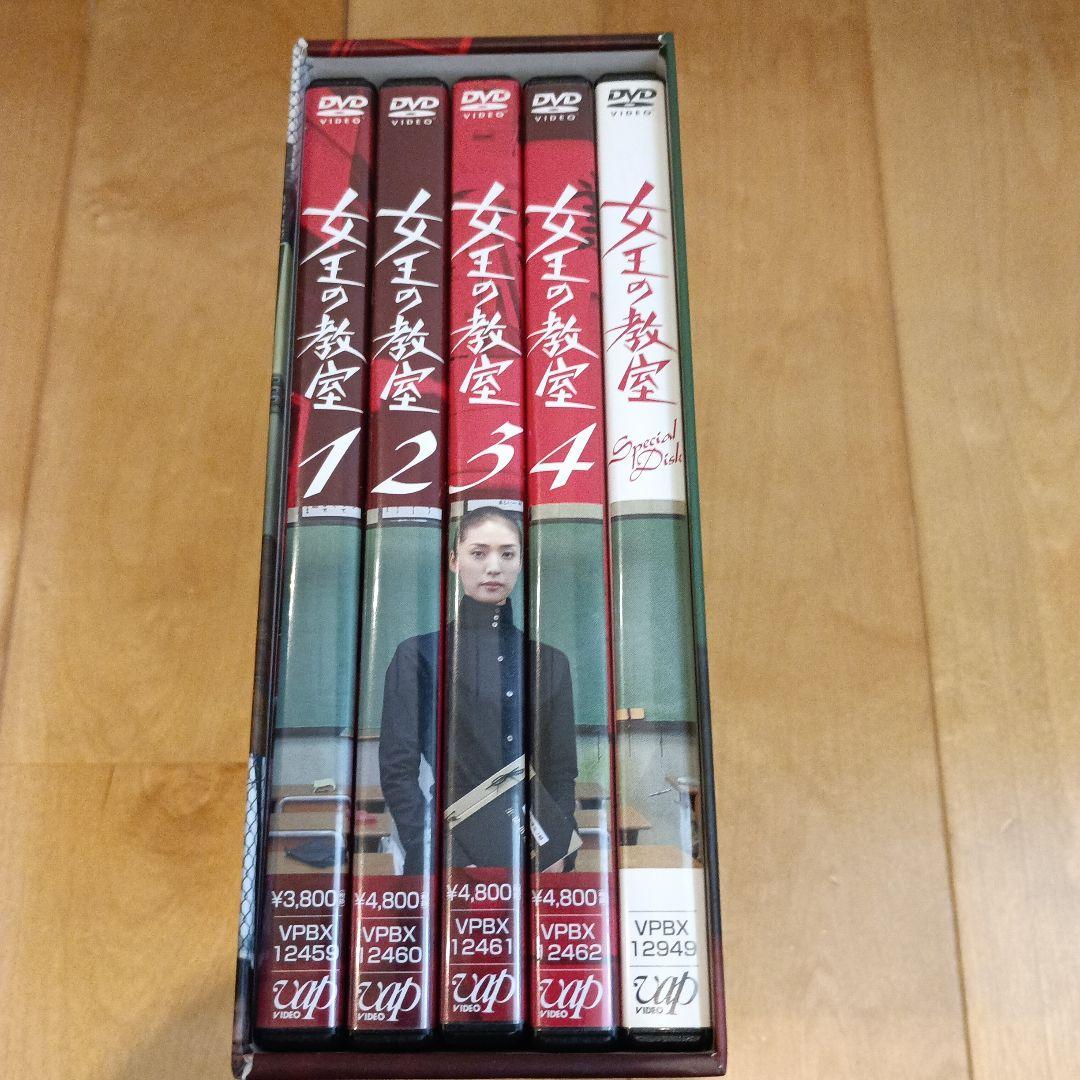 DVD
VIDEO
女王の教室
1
¥3,800
VPBX
12459
vap
VIDEO
DVD
VIDEO
女王の教室
2
¥4,800
VPBX
12460
vap
VIDEO
DVD
VIDEO
女王の教室
3
¥4,800
VPBX
12461
vap
VIDEO
DVD
VIDEO
女王の教室
4
¥4,800
VPBX
12462
vap
VIDEO
DVD
VIDEO
女王の教室
Special
Disk
VPBX
12949
vap
VIDEO